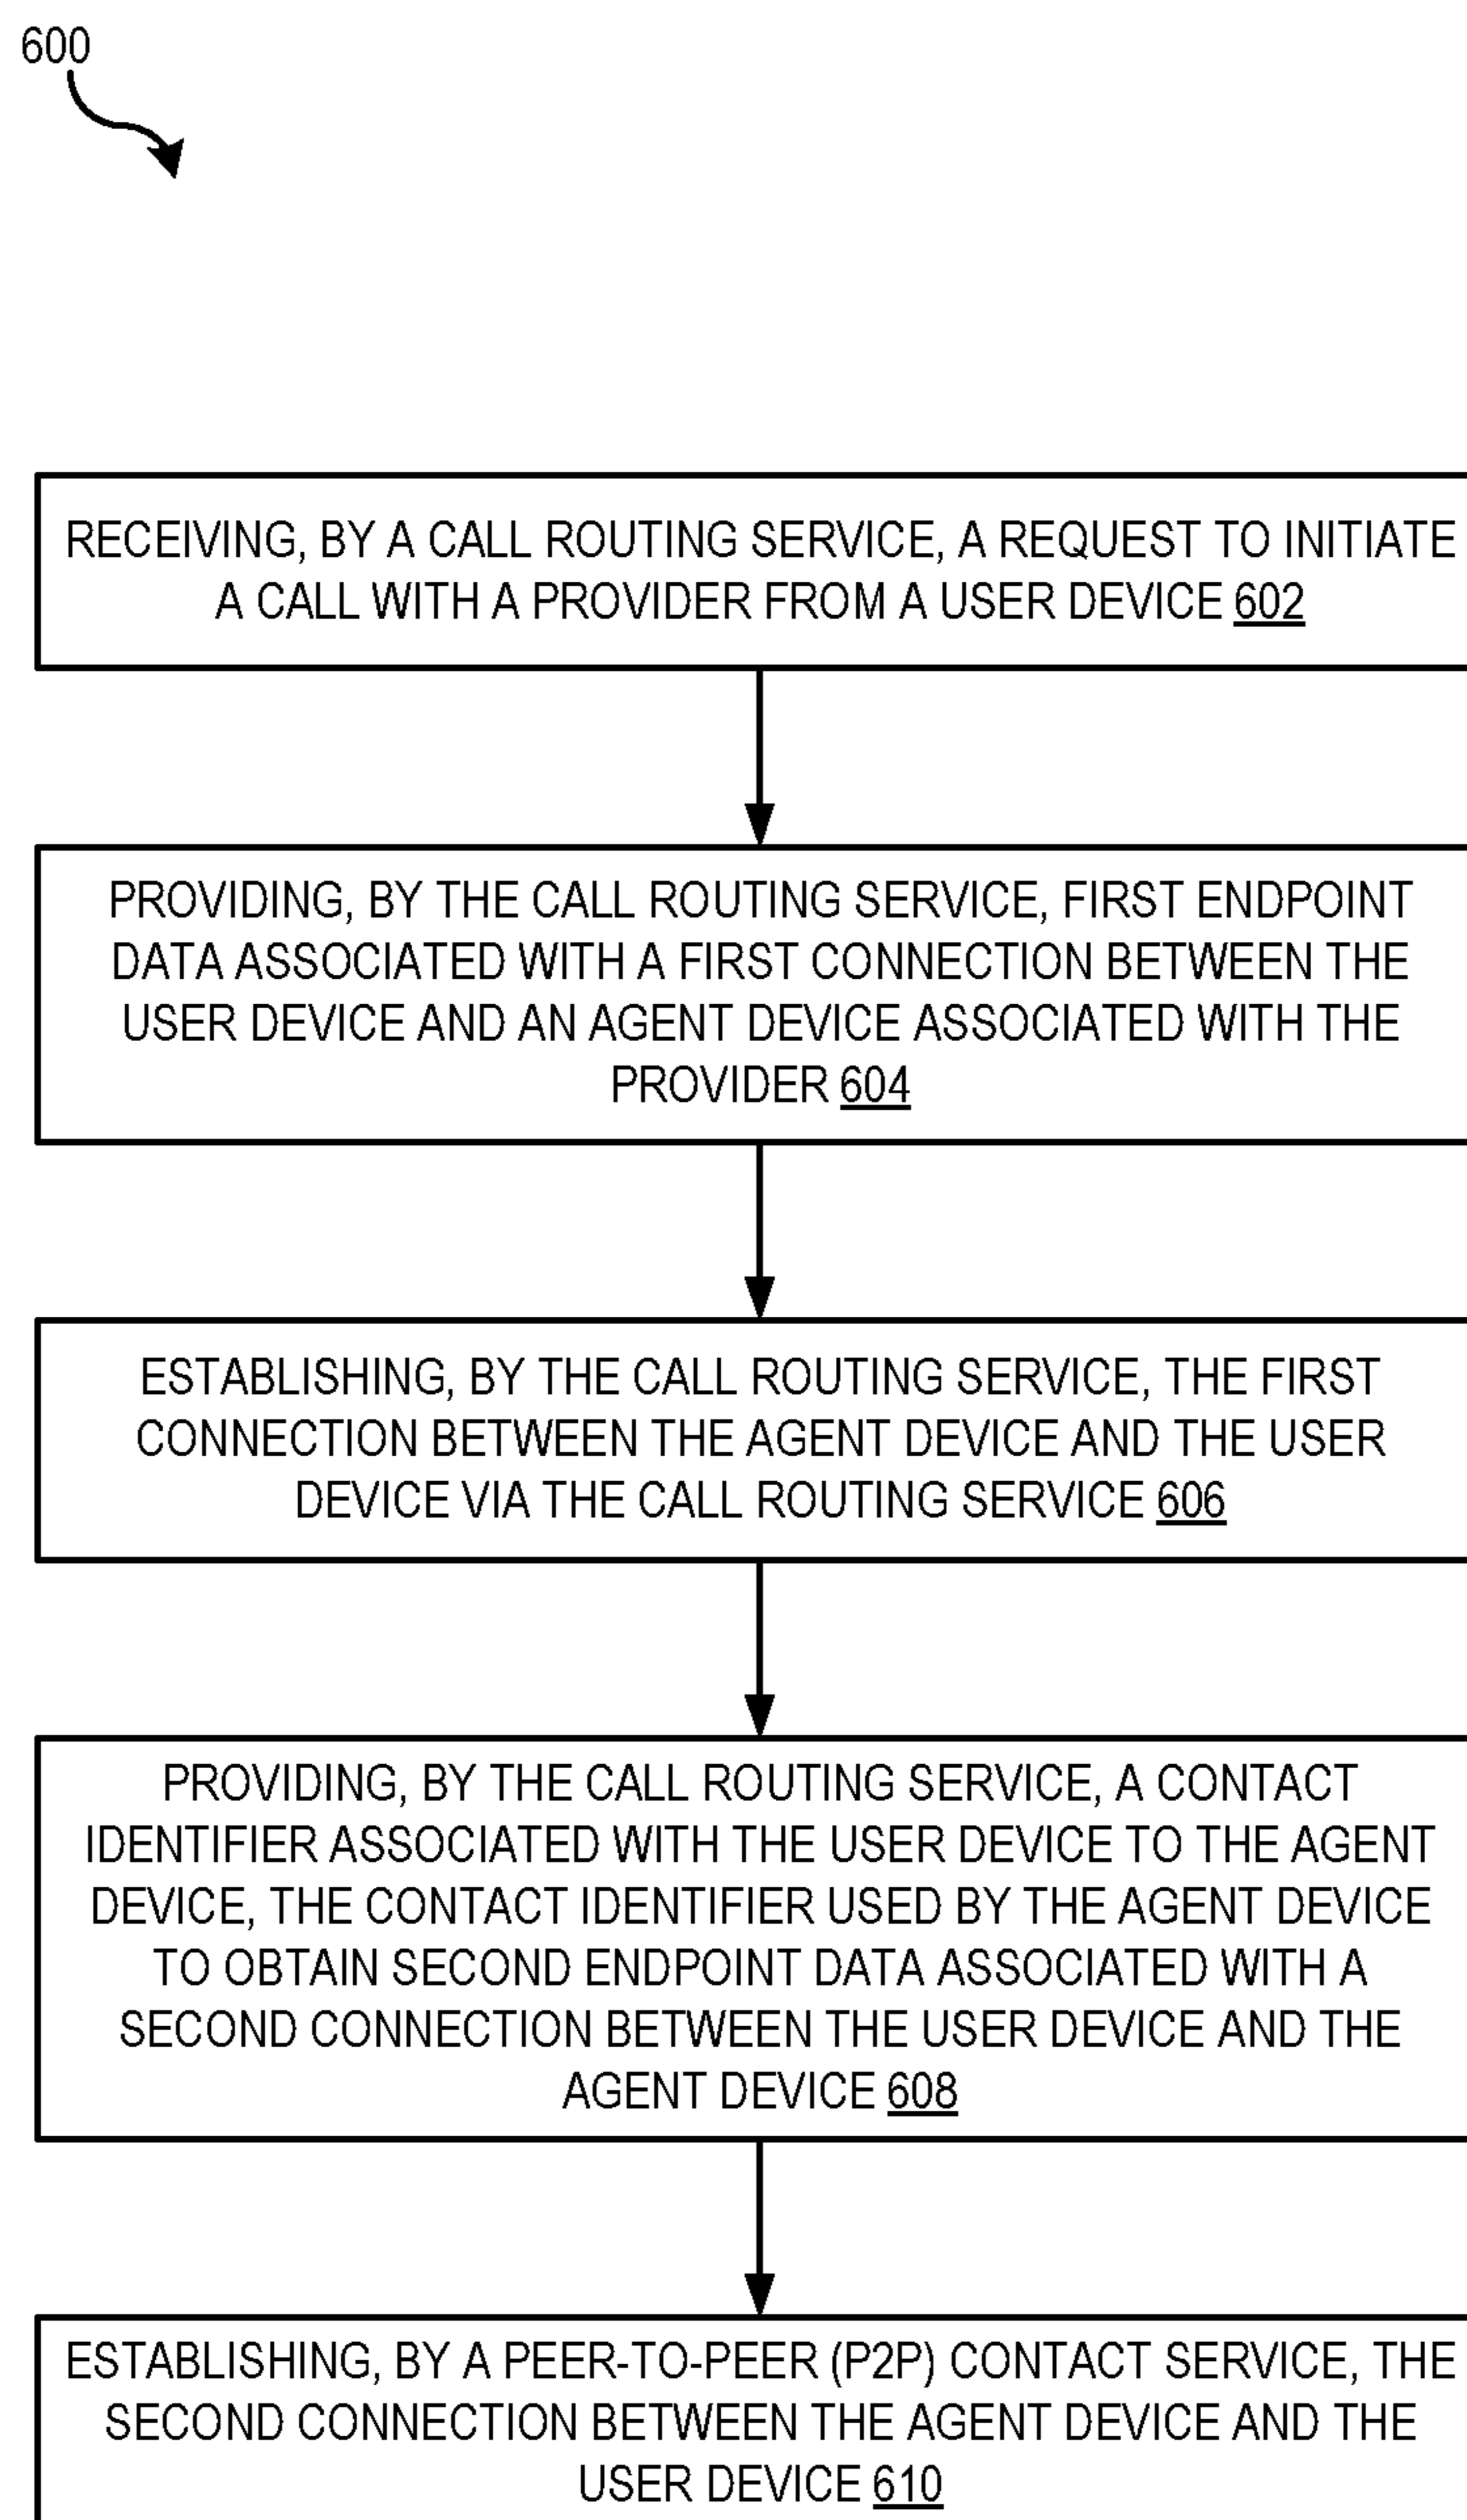 600
RECEIVING, BY A CALL ROUTING SERVICE, A REQUEST TO INITIATE
A CALL WITH A PROVIDER FROM A USER DEVICE 602
PROVIDING, BY THE CALL ROUTING SERVICE, FIRST ENDPOINT
DATA ASSOCIATED WITH A FIRST CONNECTION BETWEEN THE
USER DEVICE AND AN AGENT DEVICE ASSOCIATED WITH THE
PROVIDER 604
ESTABLISHING, BY THE CALL ROUTING SERVICE, THE FIRST
CONNECTION BETWEEN THE AGENT DEVICE AND THE USER
DEVICE VIA THE CALL ROUTING SERVICE 606
PROVIDING, BY THE CALL ROUTING SERVICE, A CONTACT
IDENTIFIER ASSOCIATED WITH THE USER DEVICE TO THE AGENT
DEVICE, THE CONTACT IDENTIFIER USED BY THE AGENT DEVICE
TO OBTAIN SECOND ENDPOINT DATA ASSOCIATED WITH A
SECOND CONNECTION BETWEEN THE USER DEVICE AND THE
AGENT DEVICE 608
ESTABLISHING, BY A PEER-TO-PEER (P2P) CONTACT SERVICE, THE
SECOND CONNECTION BETWEEN THE AGENT DEVICE AND THE
USER DEVICE 610